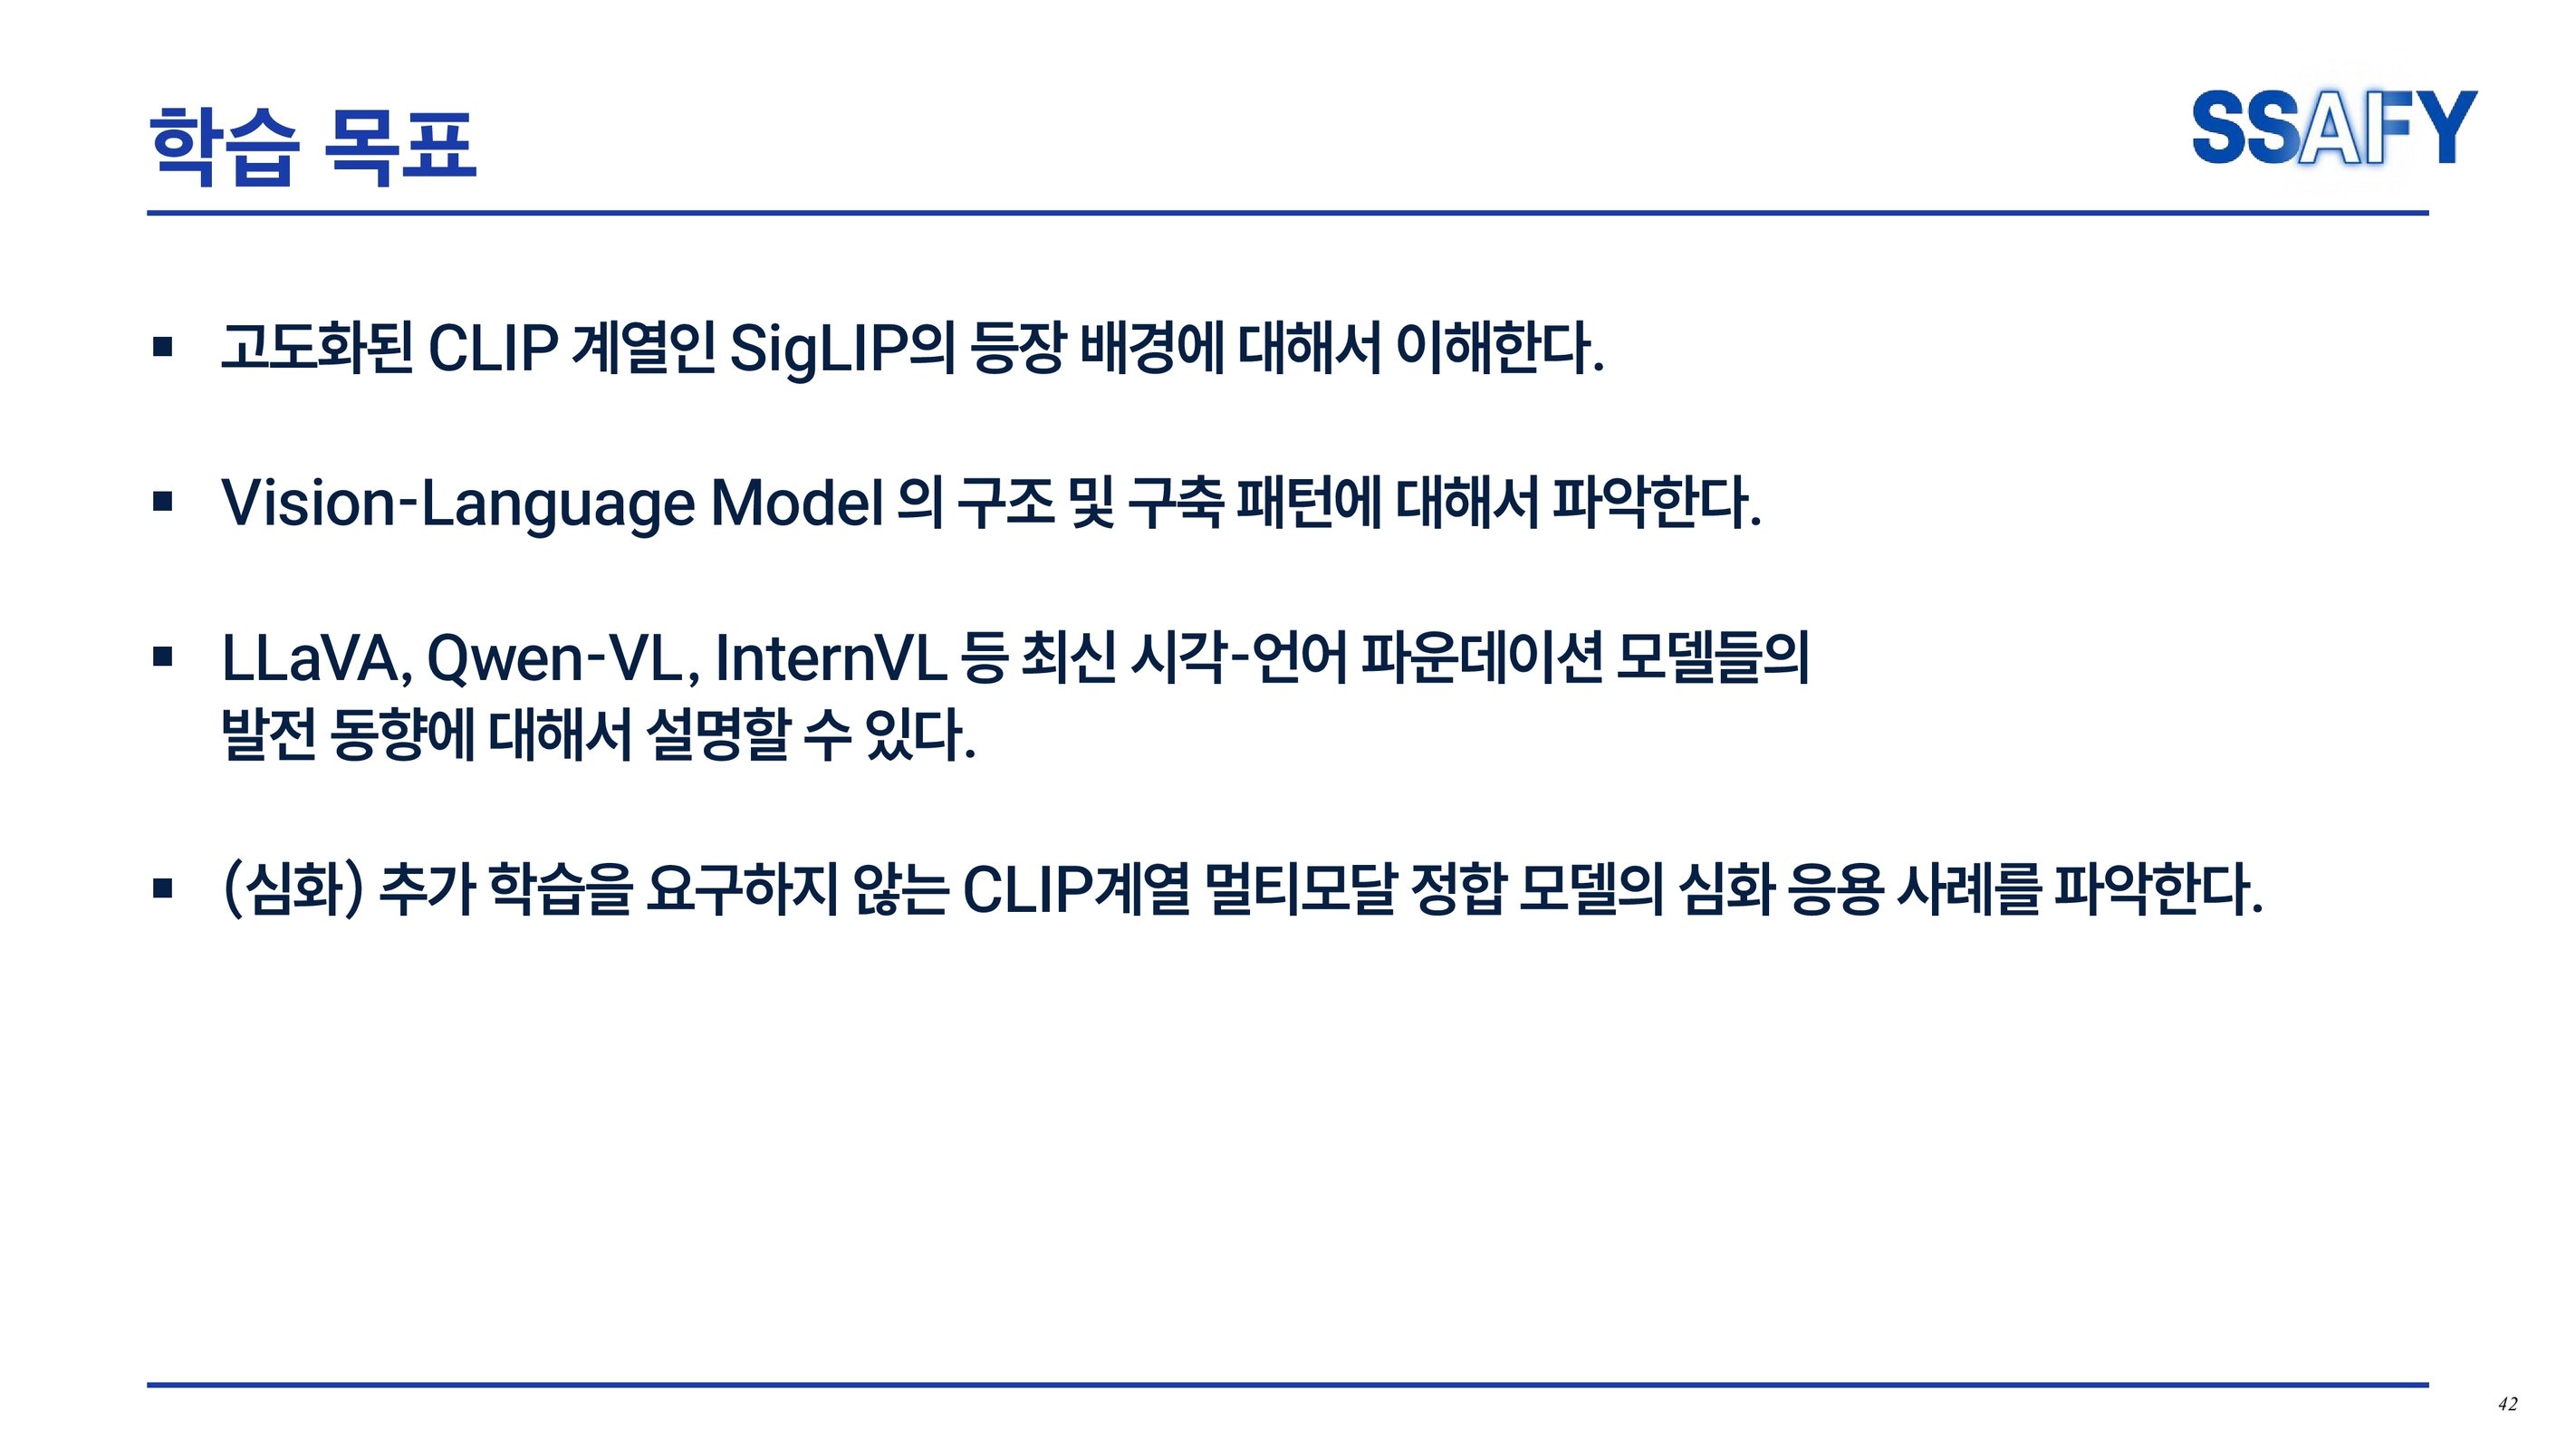 학습 목표
SSAFY
▪ 고도화된 CLIP 계열인 SigLIP의 등장 배경에 대해서 이해한다.
▪ Vision-Language Model 의 구조 및 구축 패턴에 대해서 파악한다.
▪ LLaVA, Qwen-VL, InternVL 등 최신 시각-언어 파운데이션 모델들의
발전 동향에 대해서 설명할 수 있다.
▪ (심화) 추가 학습을 요구하지 않는 CLIP계열 멀티모달 정합 모델의 심화 응용 사례를 파악한다.
42